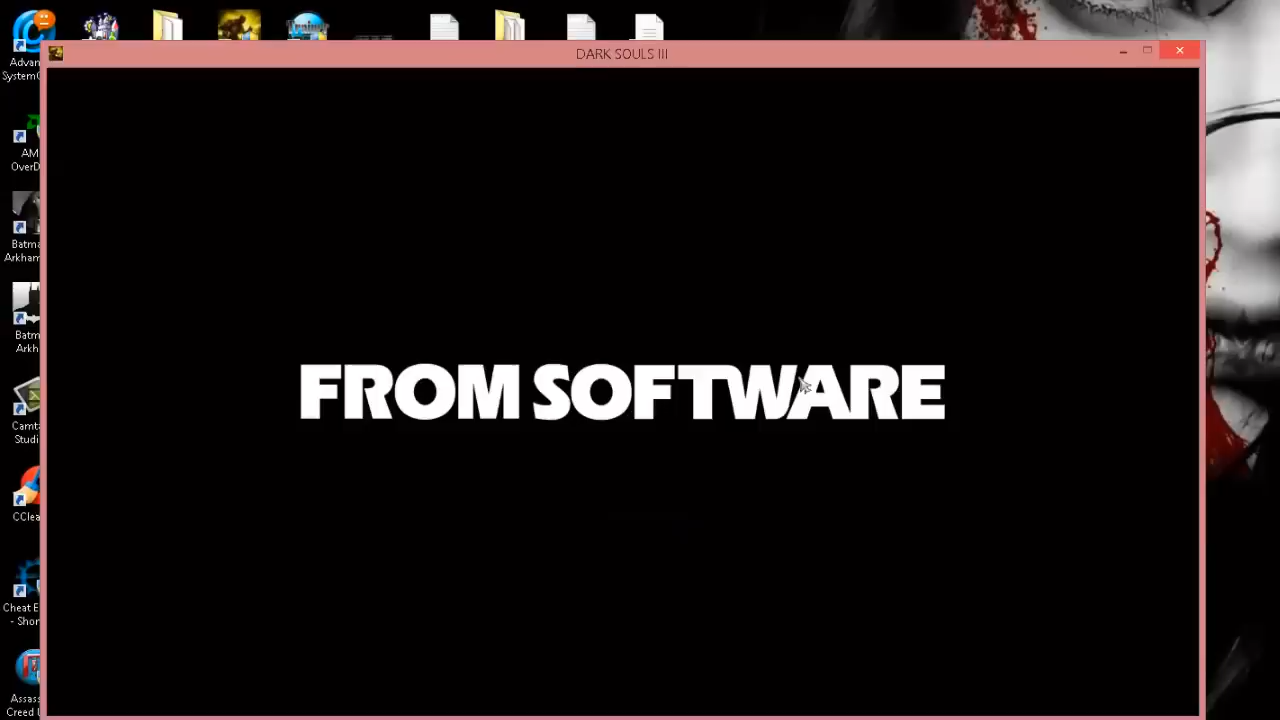 DARK SOULS III
FROM SOFTWARE
Advan
SystemC
AM
OverD
Batma
Arkham
Batm
Arkh
Camta
Studi
CClea
Cheat E
- Shor
Assass
Creed